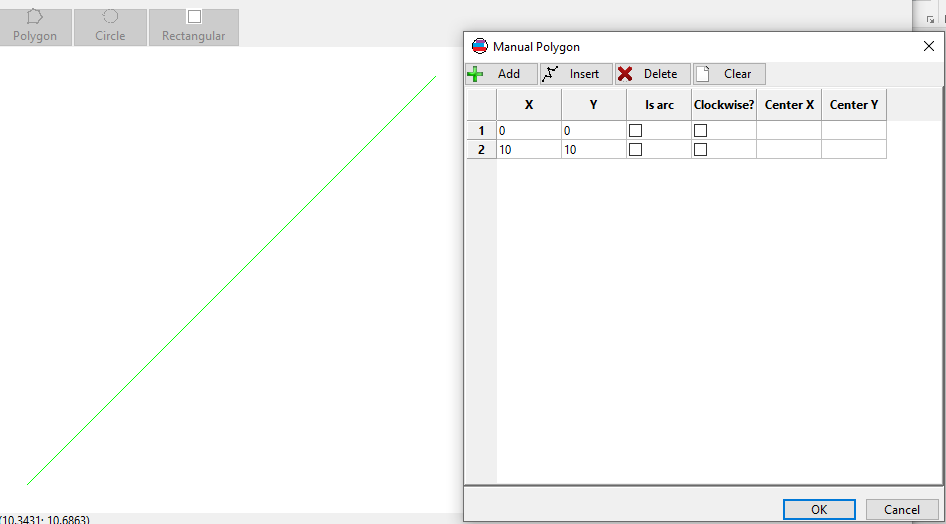 Polygon Circle Rectangular
Manual Polygon
Add Insert Delete Clear
X Y Is arc Clockwise? Center X Center Y
1 0 0
2 10 10
OK Cancel
(10.3431; 10.6863)